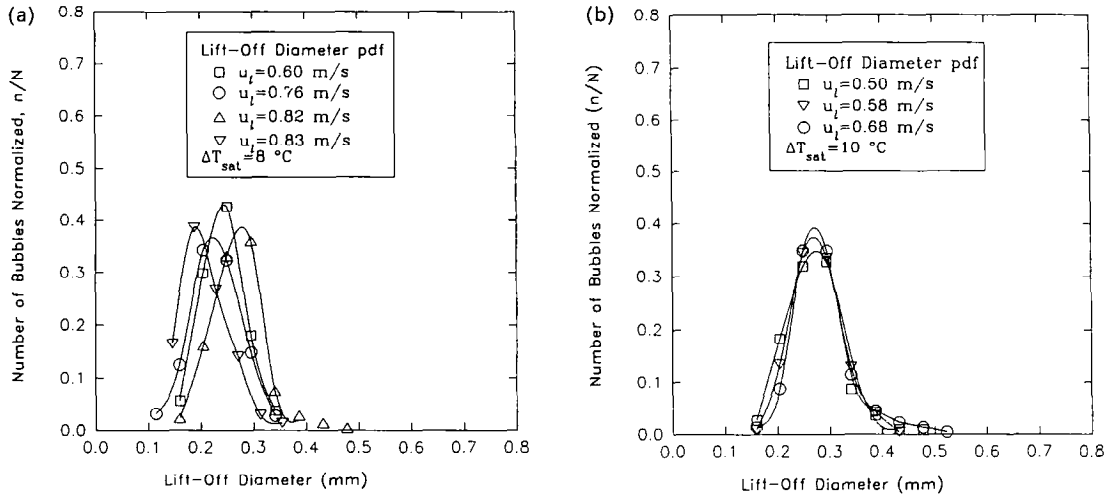 (a)
0.8
0.7
0.6
0.5
0.4
0.3
0.2
0.1
0.0
Number of Bubbles Normalized, n/N
Lift-Off Diameter pdf
u_l=0.60 m/s
u_l=0.76 m/s
u_l=0.82 m/s
u_l=0.83 m/s
ΔT_sat=8 °C
0.0 0.1 0.2 0.3 0.4 0.5 0.6 0.7 0.8
Lift-Off Diameter (mm)
(b)
0.8
0.7
0.6
0.5
0.4
0.3
0.2
0.1
0.0
Number of Bubbles Normalized (n/N)
Lift-Off Diameter pdf
u_l=0.50 m/s
u_l=0.58 m/s
u_l=0.68 m/s
ΔT_sat=10 °C
0.0 0.1 0.2 0.3 0.4 0.5 0.6 0.7 0.8
Lift-Off Diameter (mm)